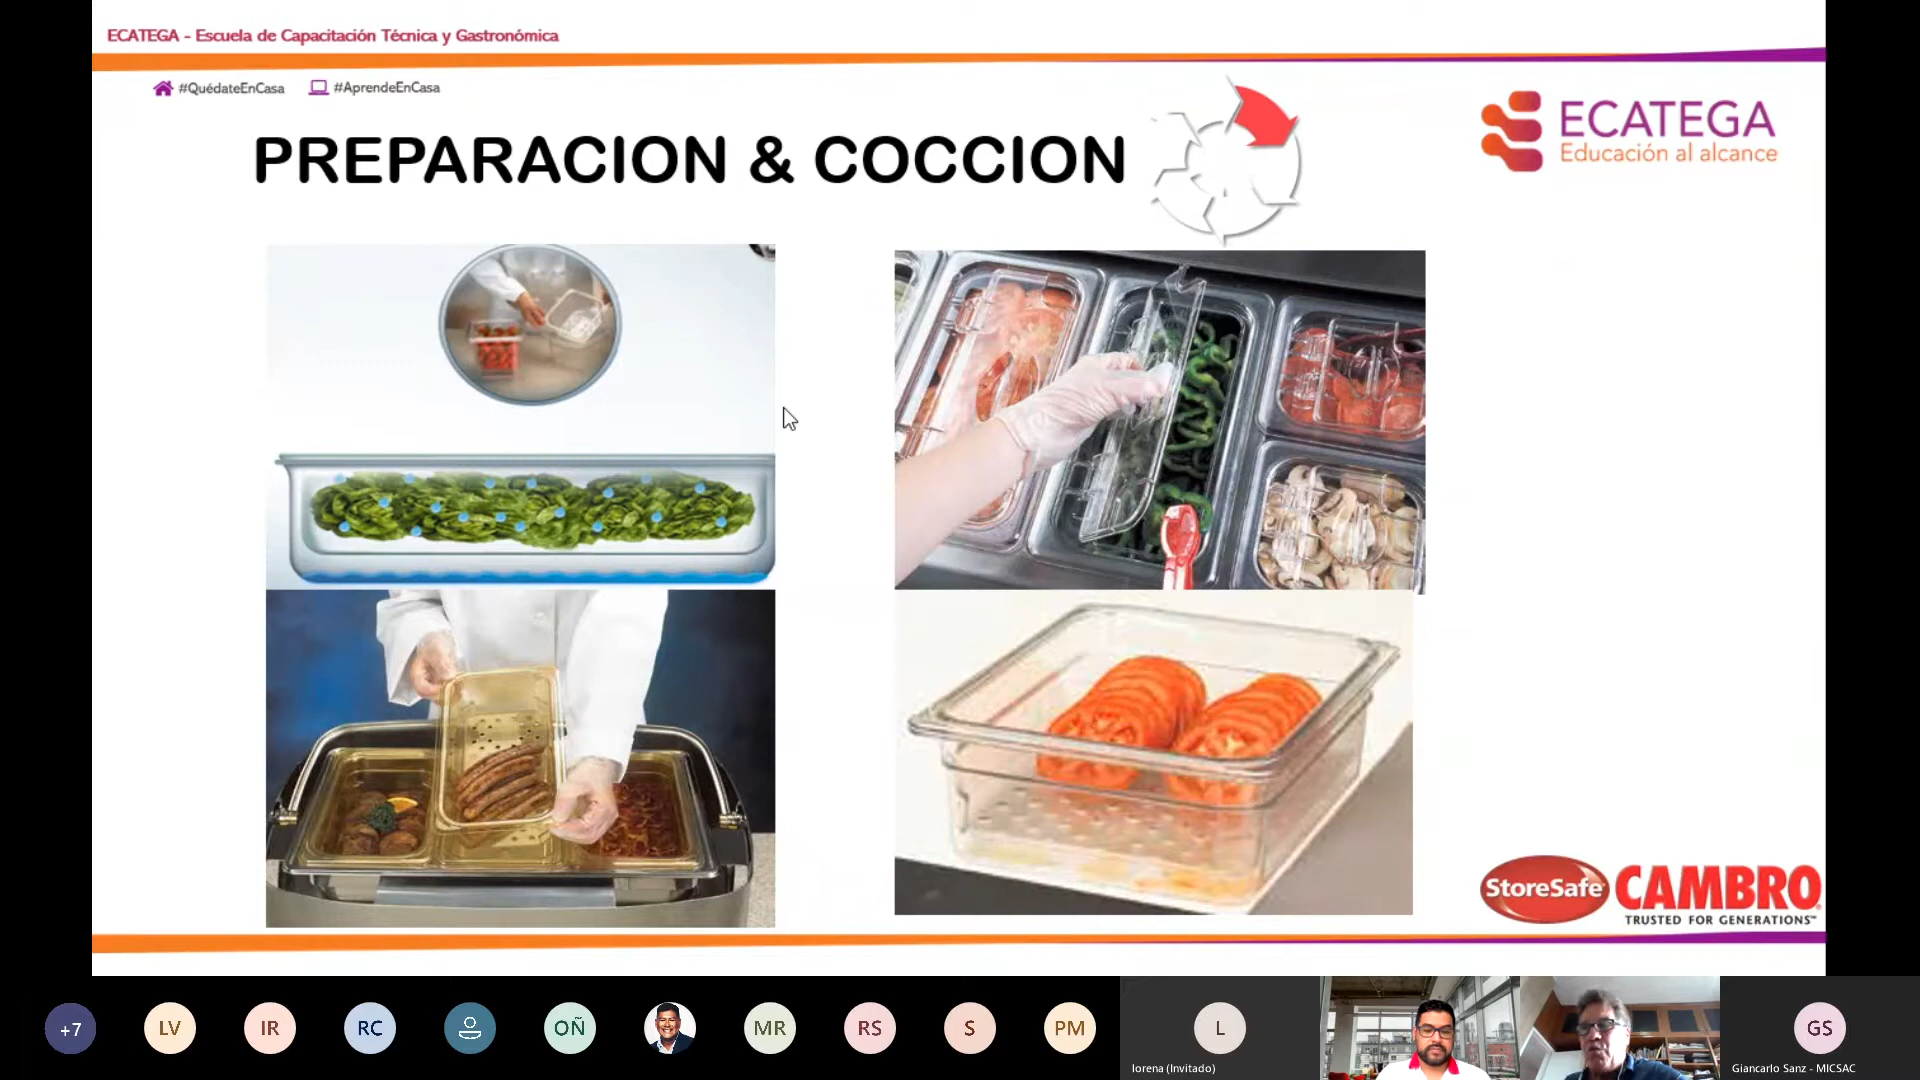 ECATEGA - Escuela de Capacitación Técnica y Gastronómica
#QuédateEnCasa #AprendeEnCasa
PREPARACION & COCCION
ECATEGA
Educación al alcance
StoreSafe CAMBRO
TRUSTED FOR GENERATIONS™
+7 LV IR RC OÑ MR RS S PM L GS
lorena (Invitado) Giancarlo Sanz - MICSAC